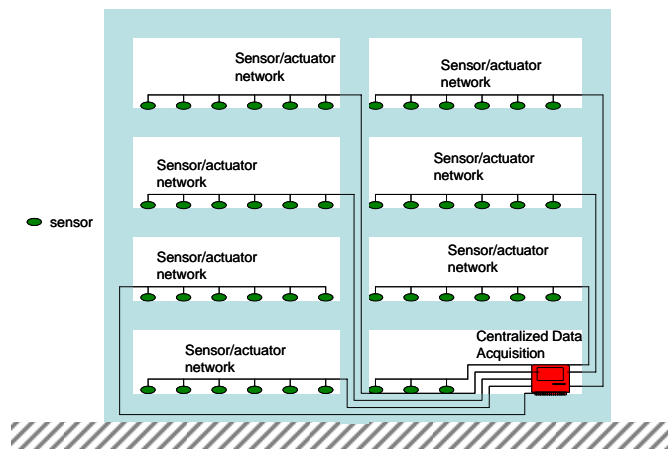 Sensor/actuator
network
Sensor/actuator
network
Sensor/actuator
network
Sensor/actuator
network
sensor
Sensor/actuator
network
Sensor/actuator
network
Sensor/actuator
network
Centralized Data
Acquisition